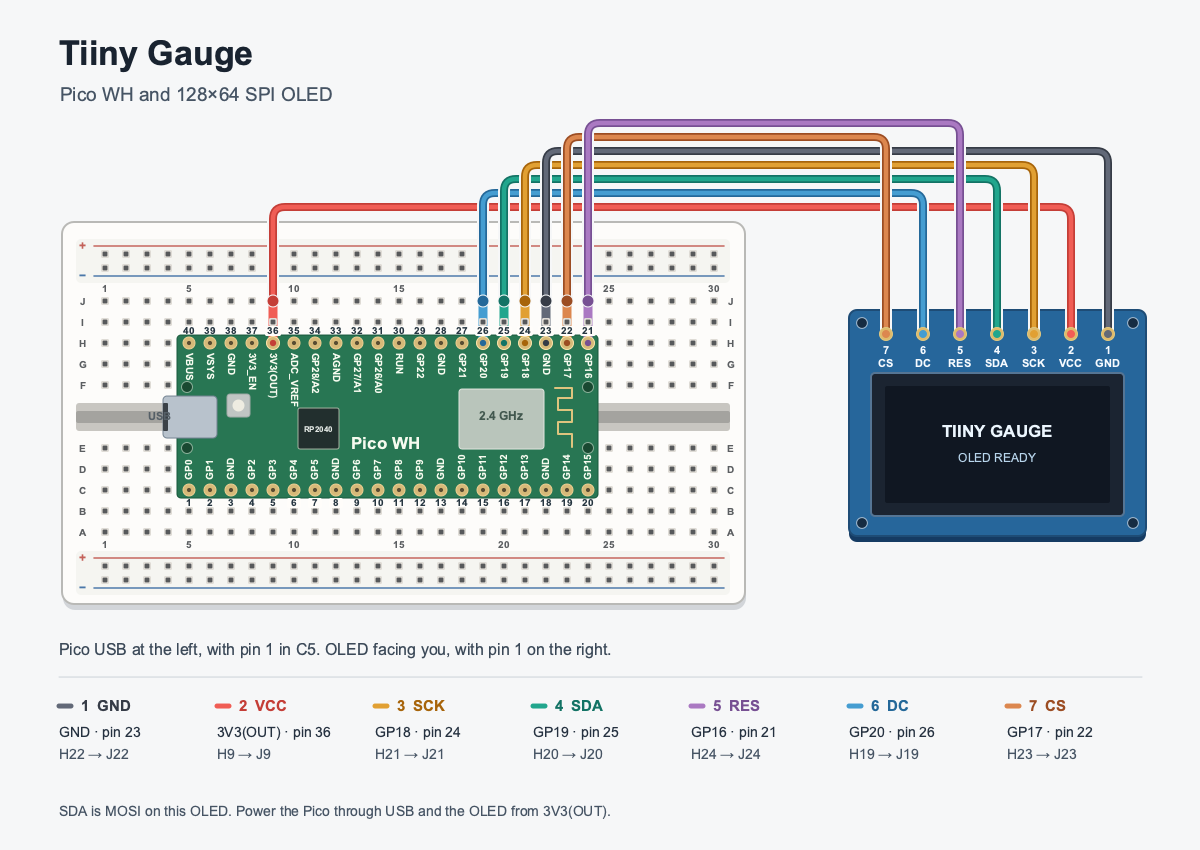 Tiiny Gauge
Pico WH and 128×64 SPI OLED
+
−
1 5 10 15 25 30
J J
I I
40 39 38 37 36 35 34 33 32 31 30 29 28 27 26 25 24 23 22 21
H H
G G
F F
VBUS VSYS GND 3V3_EN 3V3(OUT) ADC_VREF GP28/A2 AGND GP27/A1 GP26/A0 RUN GP22 GND GP21 GP20 GP19 GP18 GND GP17 GP16
USB
RP2040
Pico WH
2.4 GHz
GP0 GP1 GND GP2 GP3 GP4 GP5 GND GP6 GP7 GP8 GP9 GND GP10 GP11 GP12 GP13 GND GP14 GP15
E E
D D
C C
1 2 3 4 5 6 7 8 9 10 11 12 13 14 15 16 17 18 19 20
B B
A A
1 5 10 15 20 25 30
+
−
7 6 5 4 3 2 1
CS DC RES SDA SCK VCC GND
TIINY GAUGE
OLED READY
Pico USB at the left, with pin 1 in C5. OLED facing you, with pin 1 on the right.
1 GND
GND · pin 23
H22 → J22
2 VCC
3V3(OUT) · pin 36
H9 → J9
3 SCK
GP18 · pin 24
H21 → J21
4 SDA
GP19 · pin 25
H20 → J20
5 RES
GP16 · pin 21
H24 → J24
6 DC
GP20 · pin 26
H19 → J19
7 CS
GP17 · pin 22
H23 → J23
SDA is MOSI on this OLED. Power the Pico through USB and the OLED from 3V3(OUT).